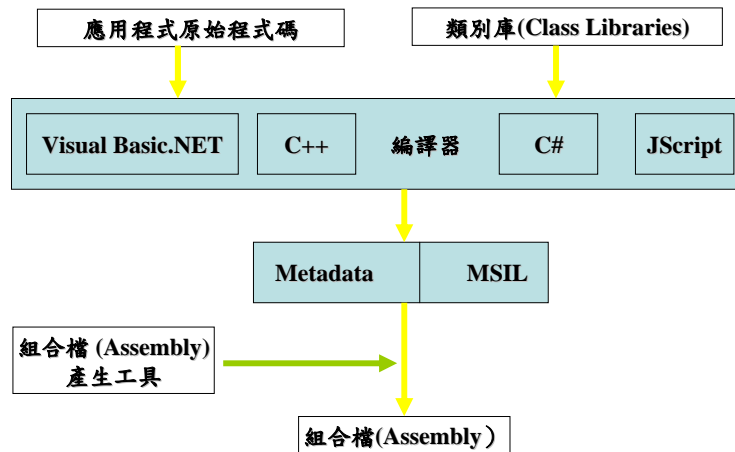 應用程式原始程式碼
類別庫(Class Libraries)
Visual Basic.NET
C++
編譯器
C#
JScript
Metadata
MSIL
組合檔 (Assembly)
產生工具
組合檔(Assembly）